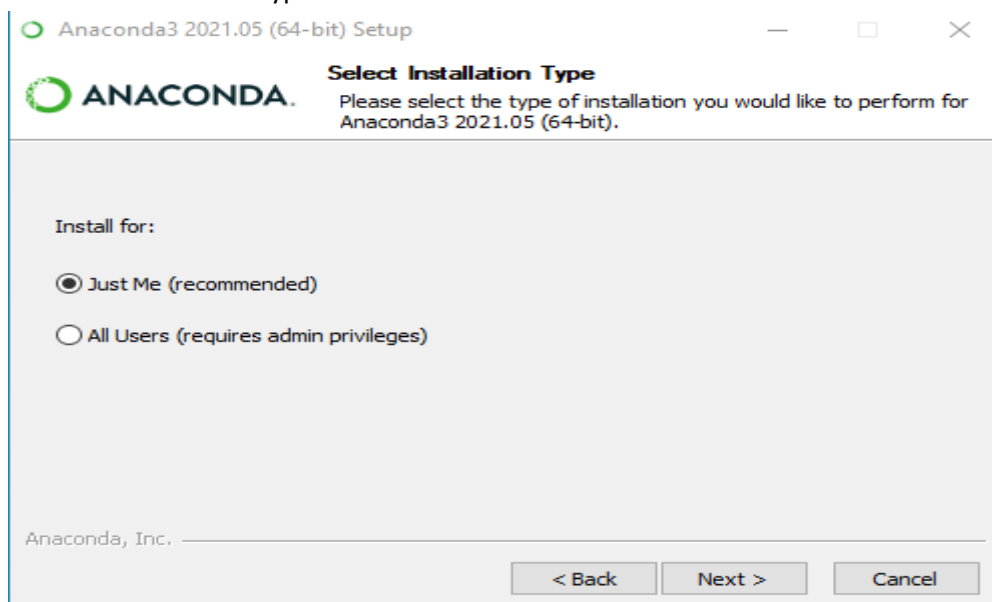 Anaconda3 2021.05 (64-bit) Setup
ANACONDA.
Select Installation Type
Please select the type of installation you would like to perform for
Anaconda3 2021.05 (64-bit).
Install for:
Just Me (recommended)
All Users (requires admin privileges)
Anaconda, Inc.
< Back Next > Cancel